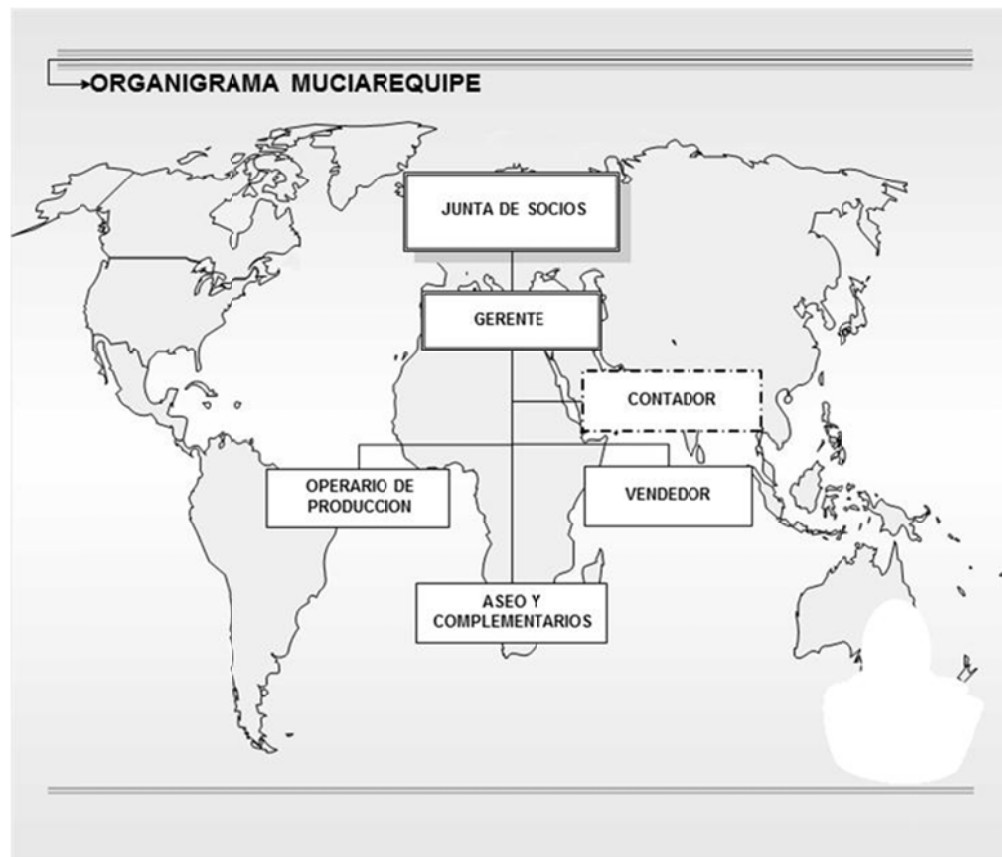 ORGANIGRAMA MUCIAREQUIPE
JUNTA DE SOCIOS
GERENTE
CONTADOR
OPERARIO DE
PRODUCCION
VENDEDOR
ASEO Y
COMPLEMENTARIOS